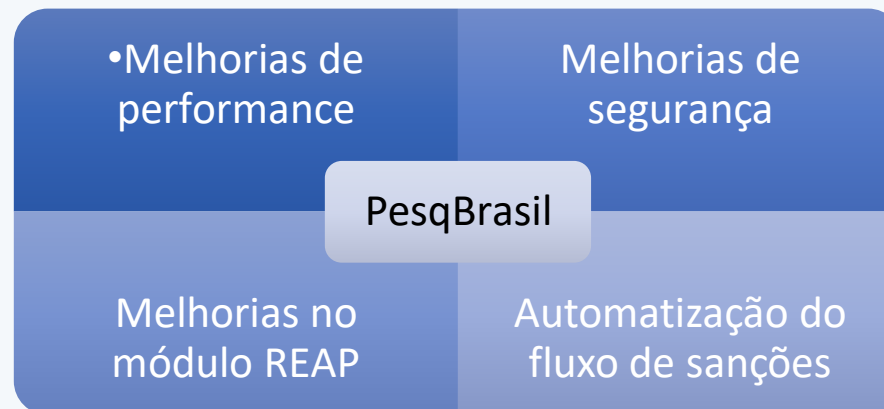 •Melhorias de
performance
Melhorias de
segurança
PesqBrasil
Melhorias no
módulo REAP
Automatização do
fluxo de sanções